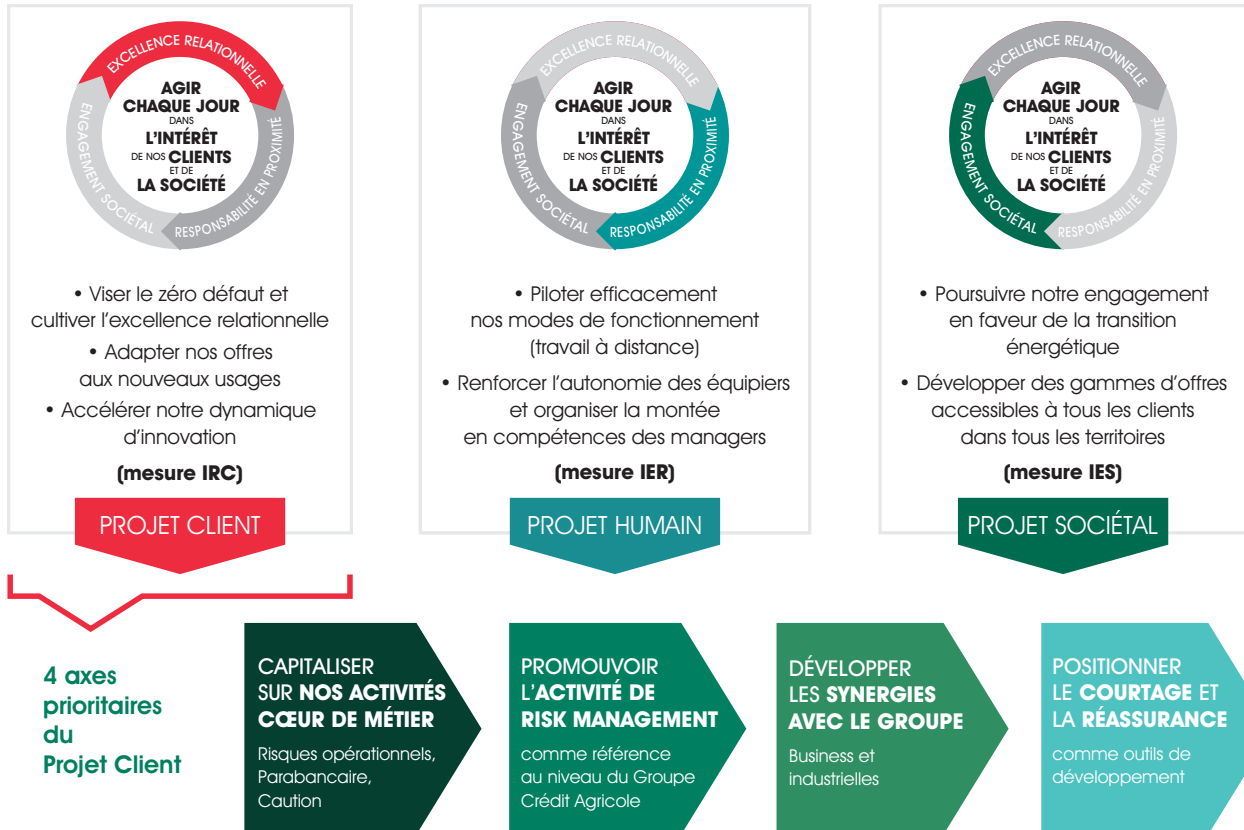 EXCELLENCE RELATIONNELLE
RESPONSABILITÉ EN PROXIMITÉ
ENGAGEMENT SOCIÉTAL
AGIR
CHAQUE JOUR
DANS
L'INTÉRÊT
DE NOS CLIENTS
ET DE
LA SOCIÉTÉ
• Viser le zéro défaut et
cultiver l'excellence relationnelle
• Adapter nos offres
aux nouveaux usages
• Accélérer notre dynamique
d'innovation
(mesure IRC)
PROJET CLIENT
EXCELLENCE RELATIONNELLE
RESPONSABILITÉ EN PROXIMITÉ
ENGAGEMENT SOCIÉTAL
AGIR
CHAQUE JOUR
DANS
L'INTÉRÊT
DE NOS CLIENTS
ET DE
LA SOCIÉTÉ
• Piloter efficacement
nos modes de fonctionnement
(travail à distance)
• Renforcer l'autonomie des équipiers
et organiser la montée
en compétences des managers
(mesure IER)
PROJET HUMAIN
EXCELLENCE RELATIONNELLE
RESPONSABILITÉ EN PROXIMITÉ
ENGAGEMENT SOCIÉTAL
AGIR
CHAQUE JOUR
DANS
L'INTÉRÊT
DE NOS CLIENTS
ET DE
LA SOCIÉTÉ
• Poursuivre notre engagement
en faveur de la transition
énergétique
• Développer des gammes d'offres
accessibles à tous les clients
dans tous les territoires
(mesure IES)
PROJET SOCIÉTAL
4 axes
prioritaires
du
Projet Client
CAPITALISER
SUR NOS ACTIVITÉS
CŒUR DE MÉTIER
Risques opérationnels,
Parabancaire,
Caution
PROMOUVOIR
L'ACTIVITÉ DE
RISK MANAGEMENT
comme référence
au niveau du Groupe
Crédit Agricole
DÉVELOPPER
LES SYNERGIES
AVEC LE GROUPE
Business et
industrielles
POSITIONNER
LE COURTAGE ET
LA RÉASSURANCE
comme outils de
développement